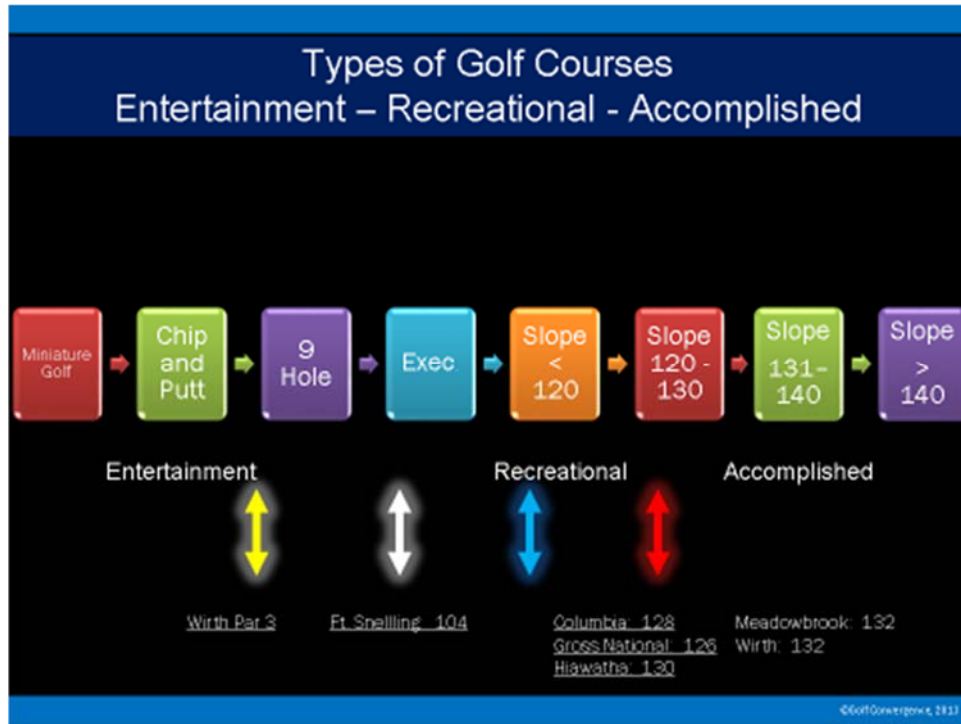 Types of Golf Courses
Entertainment – Recreational - Accomplished
Miniature
Golf
Chip
and
Putt
9
Hole
Exec.
Slope
<
120
Slope
120 -
130
Slope
131–
140
Slope
>
140
Entertainment
Recreational
Accomplished
Wirth Par 3
Ft. Snellling: 104
Columbia: 128
Gross National: 126
Hiawatha: 130
Meadowbrook: 132
Wirth: 132
©Golf Convergence, 2013